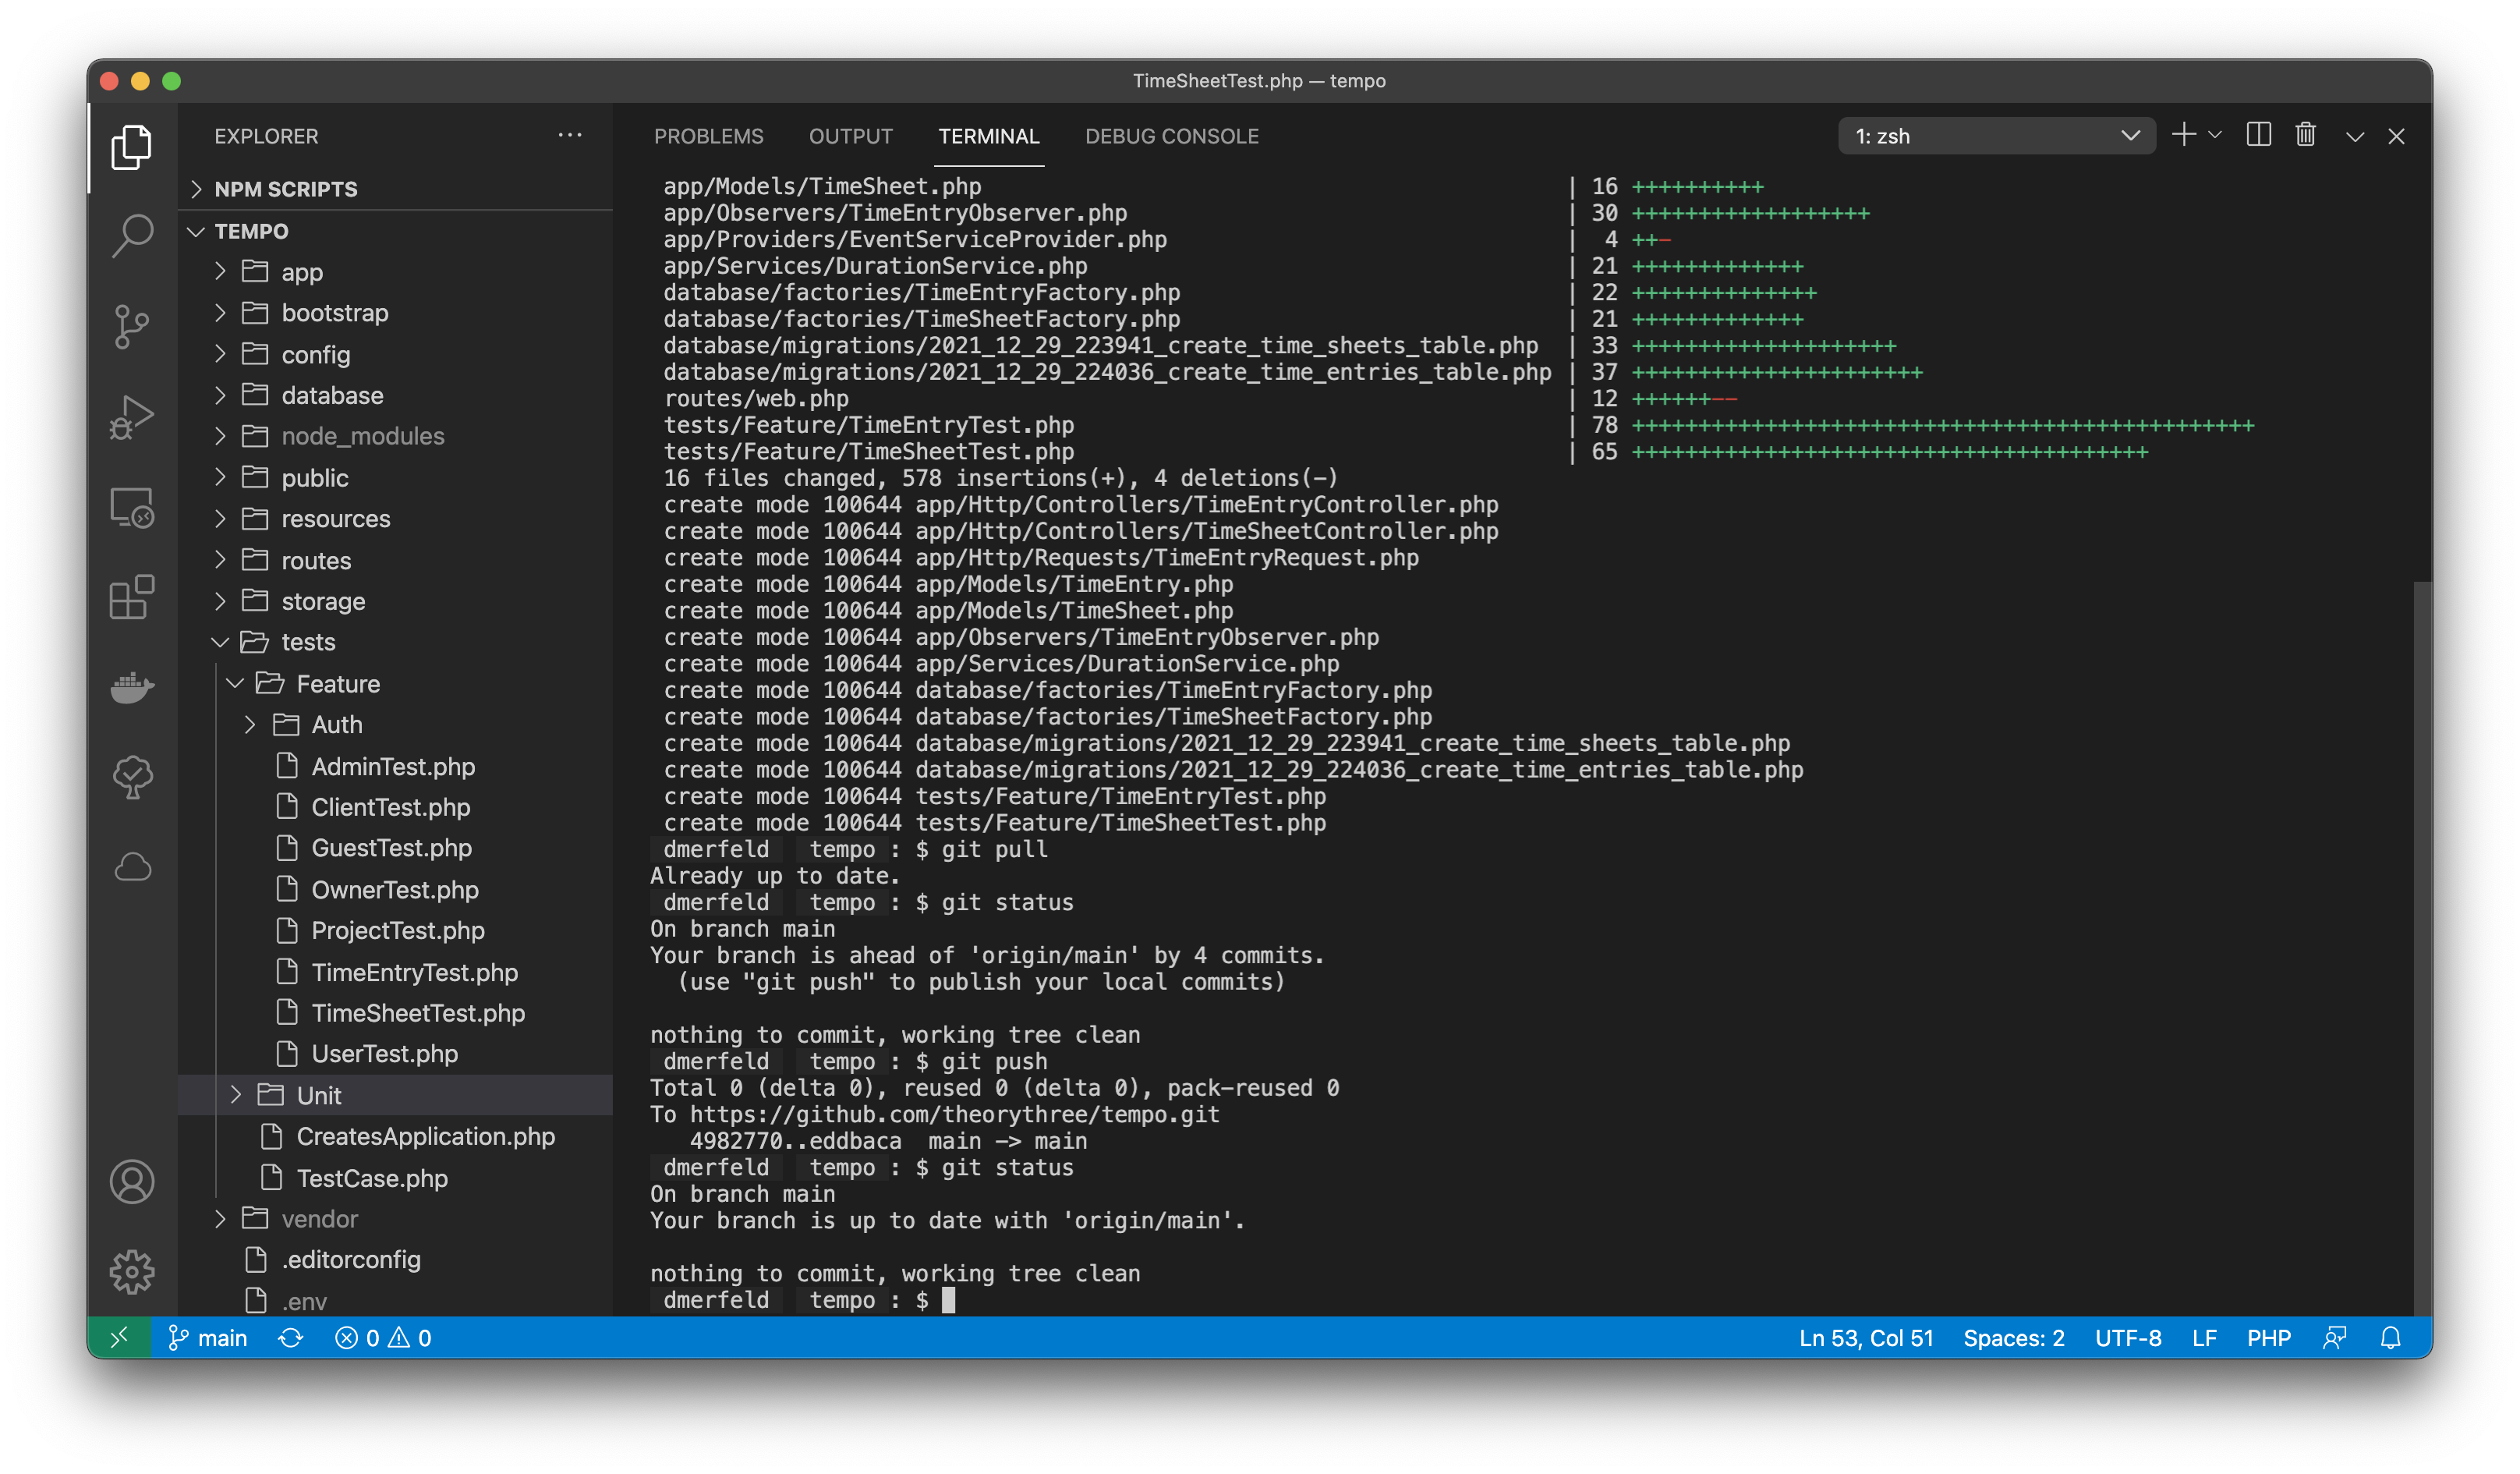 TimeSheetTest.php — tempo
EXPLORER
NPM SCRIPTS
TEMPO
app
bootstrap
config
database
node_modules
public
resources
routes
storage
tests
Feature
Auth
AdminTest.php
ClientTest.php
GuestTest.php
OwnerTest.php
ProjectTest.php
TimeEntryTest.php
TimeSheetTest.php
UserTest.php
Unit
CreatesApplication.php
TestCase.php
vendor
.editorconfig
.env
PROBLEMS OUTPUT TERMINAL DEBUG CONSOLE 1: zsh
app/Models/TimeSheet.php | 16 ++++++++++
app/Observers/TimeEntryObserver.php | 30 ++++++++++++++++++
app/Providers/EventServiceProvider.php | 4 ++-
app/Services/DurationService.php | 21 +++++++++++++
database/factories/TimeEntryFactory.php | 22 ++++++++++++++
database/factories/TimeSheetFactory.php | 21 +++++++++++++
database/migrations/2021_12_29_223941_create_time_sheets_table.php | 33 ++++++++++++++++++++
database/migrations/2021_12_29_224036_create_time_entries_table.php | 37 ++++++++++++++++++++++
routes/web.php | 12 ++++++--
tests/Feature/TimeEntryTest.php | 78 +++++++++++++++++++++++++++++++++++++++++++++++
tests/Feature/TimeSheetTest.php | 65 +++++++++++++++++++++++++++++++++++++++
16 files changed, 578 insertions(+), 4 deletions(-)
create mode 100644 app/Http/Controllers/TimeEntryController.php
create mode 100644 app/Http/Controllers/TimeSheetController.php
create mode 100644 app/Http/Requests/TimeEntryRequest.php
create mode 100644 app/Models/TimeEntry.php
create mode 100644 app/Models/TimeSheet.php
create mode 100644 app/Observers/TimeEntryObserver.php
create mode 100644 app/Services/DurationService.php
create mode 100644 database/factories/TimeEntryFactory.php
create mode 100644 database/factories/TimeSheetFactory.php
create mode 100644 database/migrations/2021_12_29_223941_create_time_sheets_table.php
create mode 100644 database/migrations/2021_12_29_224036_create_time_entries_table.php
create mode 100644 tests/Feature/TimeEntryTest.php
create mode 100644 tests/Feature/TimeSheetTest.php
dmerfeld tempo : $ git pull
Already up to date.
dmerfeld tempo : $ git status
On branch main
Your branch is ahead of 'origin/main' by 4 commits.
(use "git push" to publish your local commits)
nothing to commit, working tree clean
dmerfeld tempo : $ git push
Total 0 (delta 0), reused 0 (delta 0), pack-reused 0
To https://github.com/theorythree/tempo.git
4982770..eddbaca main -> main
dmerfeld tempo : $ git status
On branch main
Your branch is up to date with 'origin/main'.
nothing to commit, working tree clean
dmerfeld tempo : $
main 0 0 Ln 53, Col 51 Spaces: 2 UTF-8 LF PHP